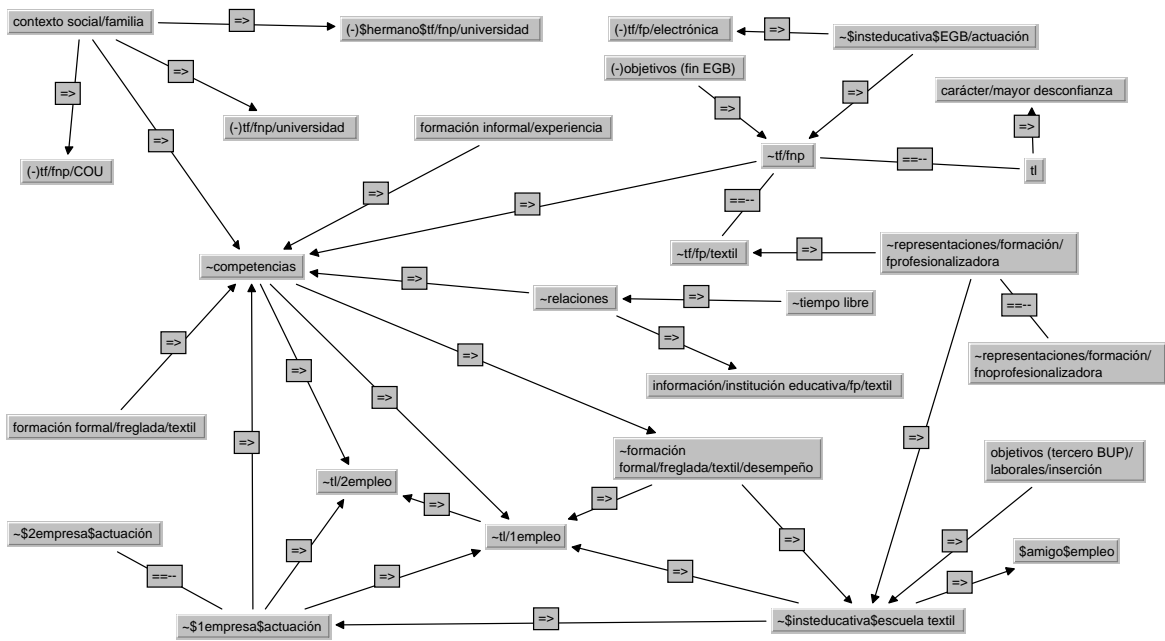 contexto social/familia
=>
(-)$hermano$tf/fnp/universidad
(-)tf/fp/electrónica
=>
~$insteducativa$EGB/actuación
(-)objetivos (fin EGB)
=>
=>
=>
=>
=>
carácter/mayor desconfianza
=>
(-)tf/fnp/universidad
formación informal/experiencia
=>
~tf/fnp
==--
(-)tf/fnp/COU
tl
=>
=>
==--
~competencias
~tf/fp/textil
=>
~representaciones/formación/
fprofesionalizadora
=>
~relaciones
=>
~tiempo libre
==--
=>
=>
=>
~representaciones/formación/
fnoprofesionalizadora
=>
=>
información/institución educativa/fp/textil
formación formal/freglada/textil
=>
=>
~formación
formal/freglada/textil/desempeño
objetivos (tercero BUP)/
laborales/inserción
~tl/2empleo
=>
=>
=>
~$2empresa$actuación
~tl/1empleo
=>
=>
$amigo$empleo
==--
=>
=>
=>
~$1empresa$actuación
=>
~$insteducativa$escuela textil